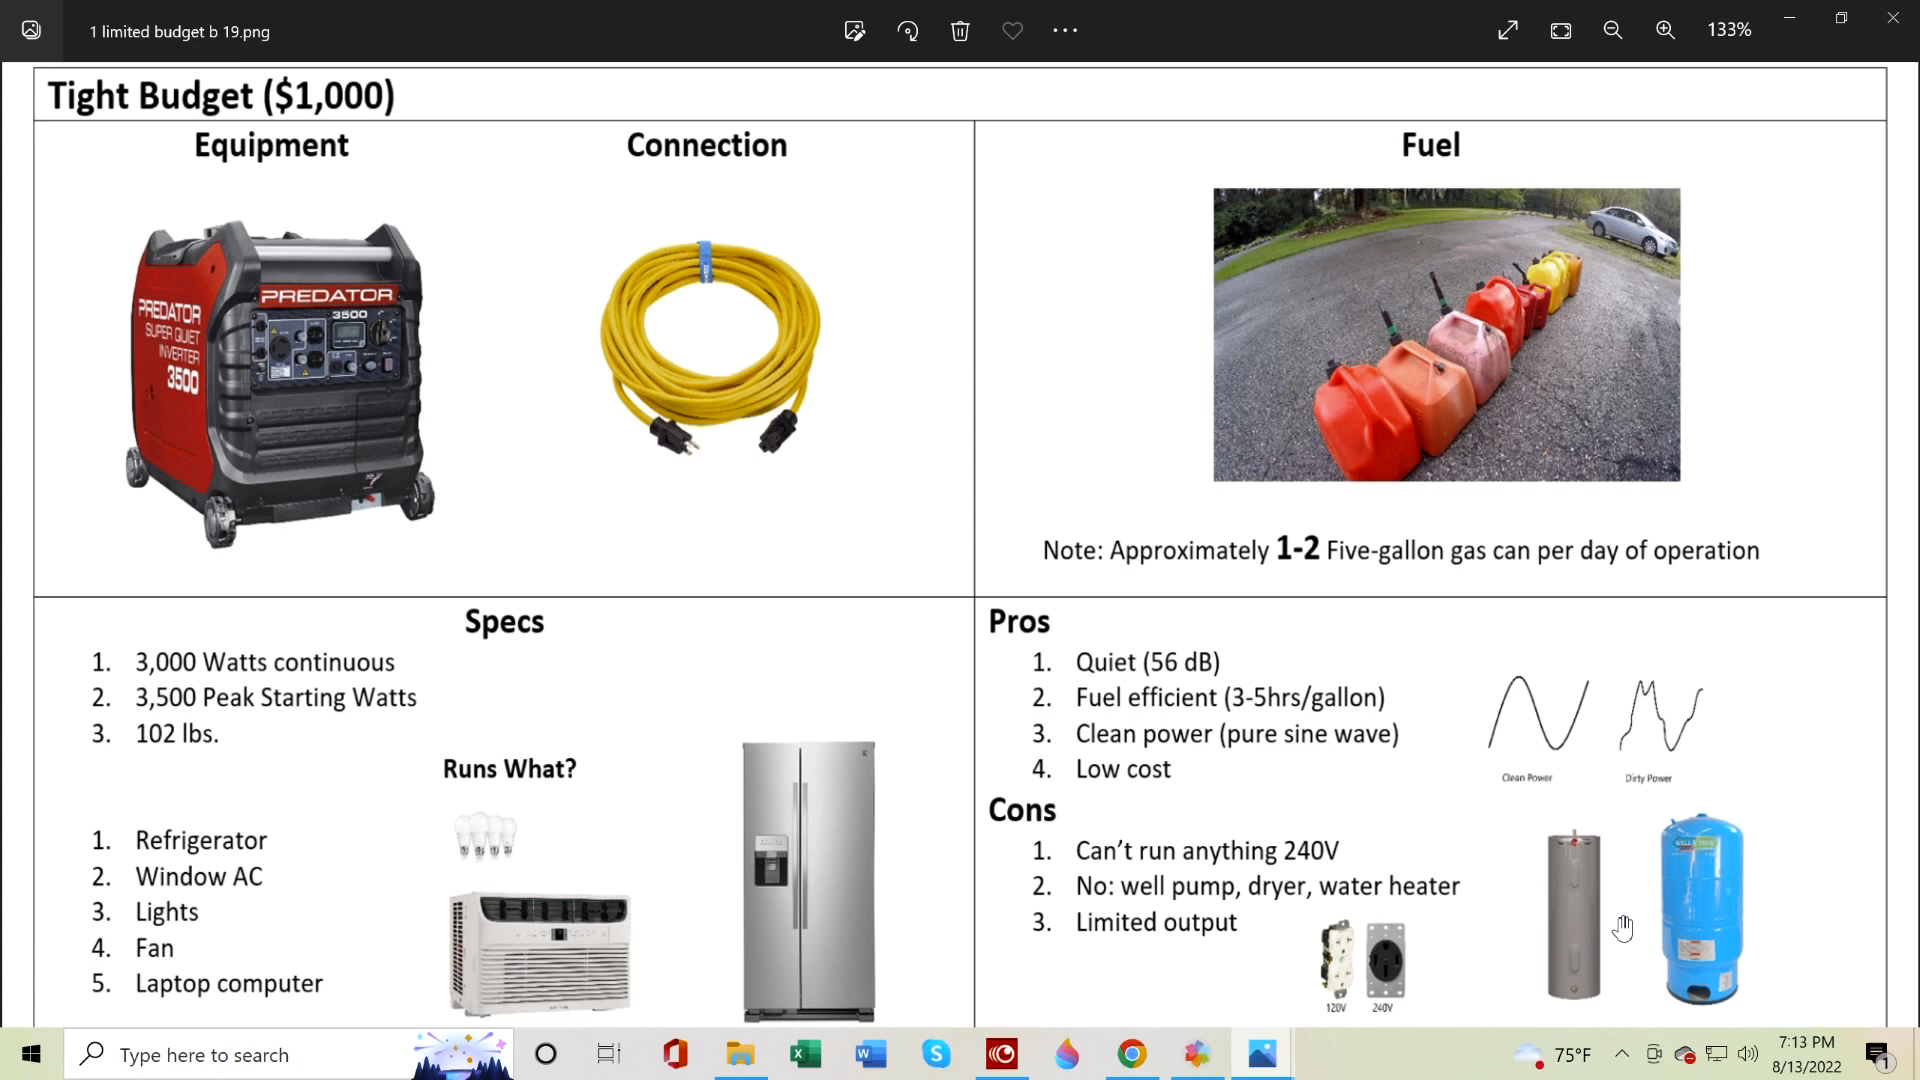 1 limited budget b 19.png
133%
Tight Budget ($1,000)
Equipment
Connection
Fuel
PREDATOR
3500
PREDATOR
SUPER QUIET
INVERTER
3500
Note: Approximately 1-2 Five-gallon gas can per day of operation
Specs
1. 3,000 Watts continuous
2. 3,500 Peak Starting Watts
3. 102 lbs.
Runs What?
1. Refrigerator
2. Window AC
3. Lights
4. Fan
5. Laptop computer
Pros
1. Quiet (56 dB)
2. Fuel efficient (3-5hrs/gallon)
3. Clean power (pure sine wave)
4. Low cost
Clean Power
Dirty Power
Cons
1. Can't run anything 240V
2. No: well pump, dryer, water heater
3. Limited output
120V
240V
Type here to search
75°F
7:13 PM
8/13/2022
1